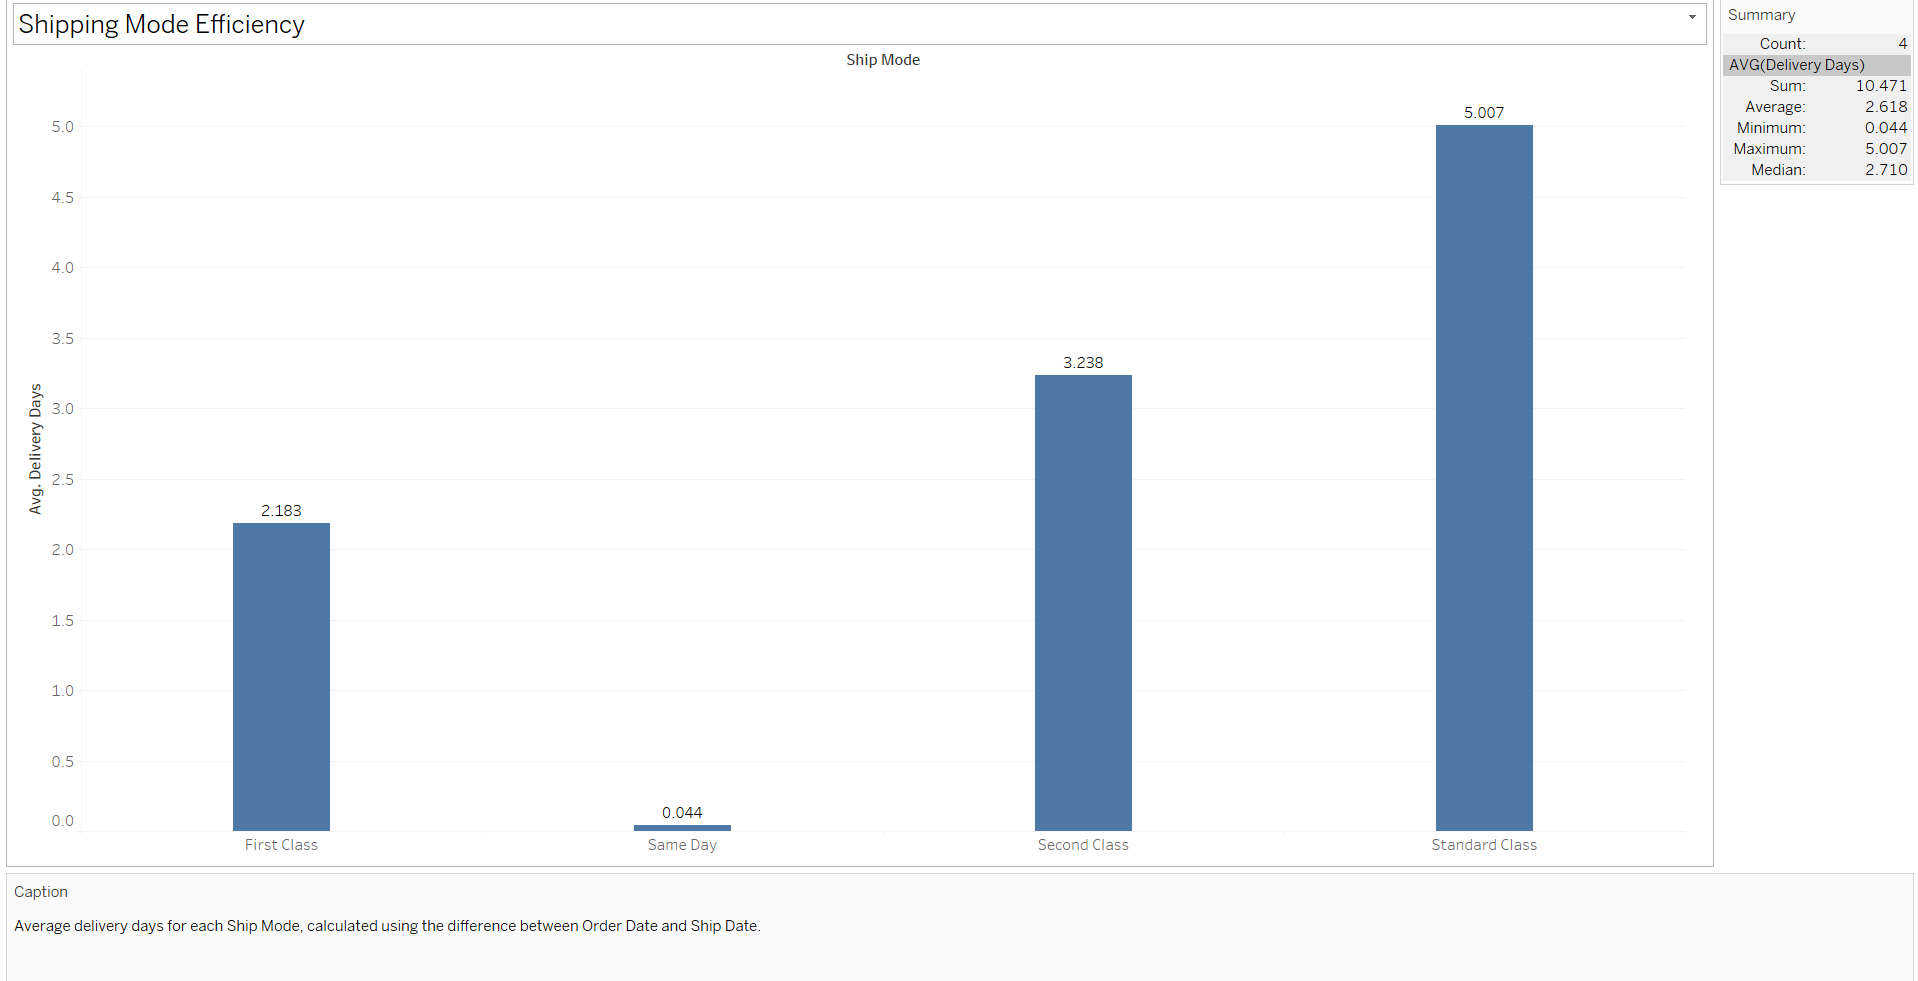 Shipping Mode Efficiency
Ship Mode
Avg. Delivery Days
5.0
4.5
4.0
3.5
3.0
2.5
2.0
1.5
1.0
0.5
0.0
2.183
0.044
3.238
5.007
First Class
Same Day
Second Class
Standard Class
Summary
Count: 4
AVG(Delivery Days)
Sum: 10.471
Average: 2.618
Minimum: 0.044
Maximum: 5.007
Median: 2.710
Caption
Average delivery days for each Ship Mode, calculated using the difference between Order Date and Ship Date.